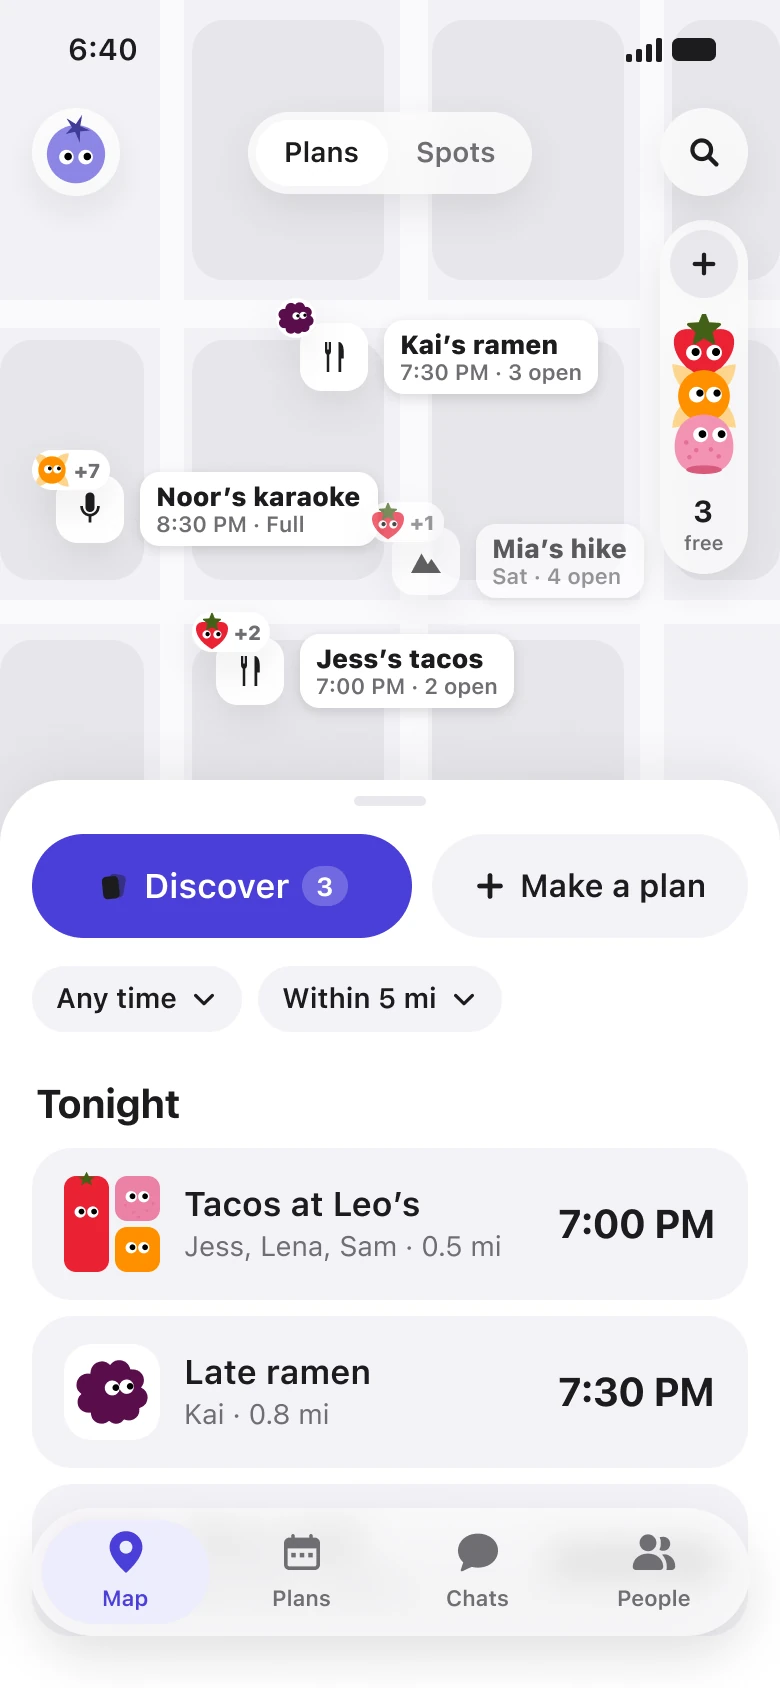 6:40
Plans
Spots
Kai’s ramen
7:30 PM · 3 open
+7
Noor’s karaoke
8:30 PM · Full
+1
Mia’s hike
Sat · 4 open
3
free
+2
Jess’s tacos
7:00 PM · 2 open
Discover 3
Make a plan
Any time
Within 5 mi
Tonight
Tacos at Leo’s
Jess, Lena, Sam · 0.5 mi
7:00 PM
Late ramen
Kai · 0.8 mi
7:30 PM
Map
Plans
Chats
People